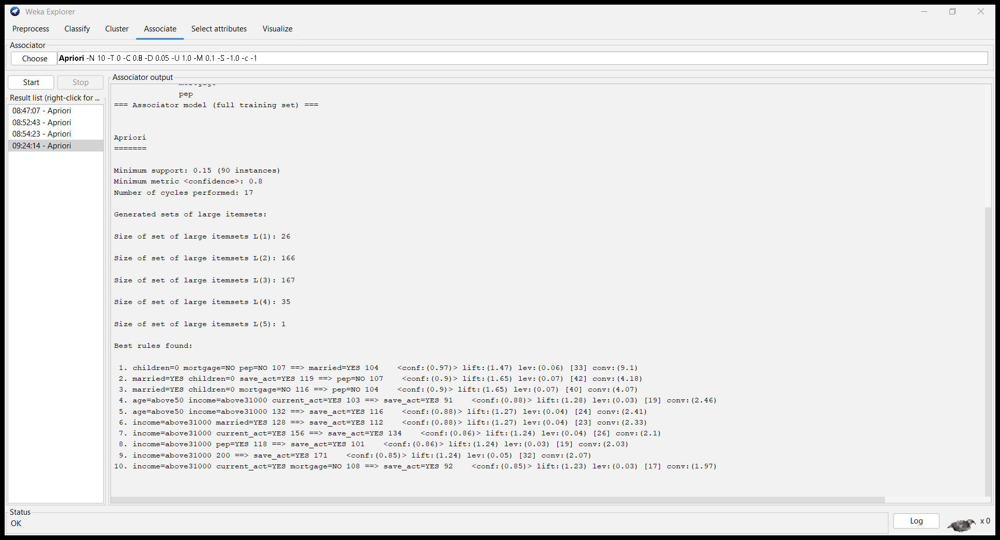 Weka Explorer
Preprocess Classify Cluster Associate Select attributes Visualize
Associator
Choose Apriori -N 10 -T 0 -C 0.8 -D 0.05 -U 1.0 -M 0.1 -S -1.0 -c -1
Start Stop
Result list (right-click for ...
08:47:07 - Apriori
08:52:43 - Apriori
08:54:23 - Apriori
09:24:14 - Apriori
Associator output
pep
=== Associator model (full training set) ===
Apriori
=======
Minimum support: 0.15 (90 instances)
Minimum metric <confidence>: 0.8
Number of cycles performed: 17
Generated sets of large itemsets:
Size of set of large itemsets L(1): 26
Size of set of large itemsets L(2): 166
Size of set of large itemsets L(3): 167
Size of set of large itemsets L(4): 35
Size of set of large itemsets L(5): 1
Best rules found:
1. children=0 mortgage=NO pep=NO 107 ==> married=YES 104 <conf:(0.97)> lift:(1.47) lev:(0.06) [33] conv:(9.1)
2. married=YES children=0 save_act=YES 119 ==> pep=NO 107 <conf:(0.9)> lift:(1.65) lev:(0.07) [42] conv:(4.18)
3. married=YES children=0 mortgage=NO 116 ==> pep=NO 104 <conf:(0.9)> lift:(1.65) lev:(0.07) [40] conv:(4.07)
4. age=above50 income=above31000 current_act=YES 103 ==> save_act=YES 91 <conf:(0.88)> lift:(1.28) lev:(0.03) [19] conv:(2.46)
5. age=above50 income=above31000 132 ==> save_act=YES 116 <conf:(0.88)> lift:(1.27) lev:(0.04) [24] conv:(2.41)
6. income=above31000 married=YES 128 ==> save_act=YES 112 <conf:(0.88)> lift:(1.27) lev:(0.04) [23] conv:(2.33)
7. income=above31000 current_act=YES 156 ==> save_act=YES 134 <conf:(0.86)> lift:(1.24) lev:(0.04) [26] conv:(2.1)
8. income=above31000 pep=YES 118 ==> save_act=YES 101 <conf:(0.86)> lift:(1.24) lev:(0.03) [19] conv:(2.03)
9. income=above31000 200 ==> save_act=YES 171 <conf:(0.85)> lift:(1.24) lev:(0.05) [32] conv:(2.07)
10. income=above31000 current_act=YES mortgage=NO 108 ==> save_act=YES 92 <conf:(0.85)> lift:(1.23) lev:(0.03) [17] conv:(1.97)
Status
OK
Log
x 0